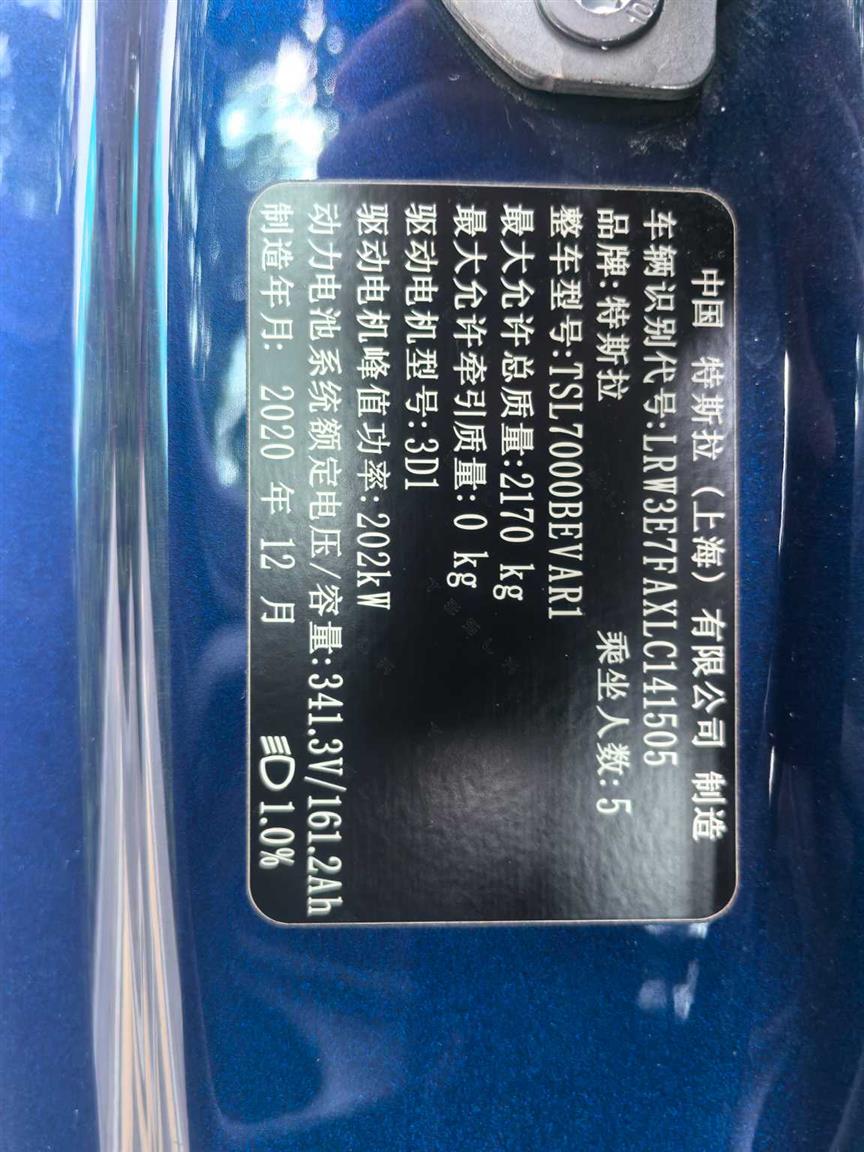 中国 特斯拉（上海）有限公司 制造
车辆识别代号:LRW3E7FAXLC141505
品牌:特斯拉 乘坐人数:5
整车型号:TSL7000BEVAR1
最大允许总质量:2170 kg
最大允许牵引质量:0 kg
驱动电机型号:3D1
驱动电机峰值功率:202kW
动力电池系统额定电压/容量:341.3V/161.2Ah
制造年月: 2020 年 12 月 1.0%
10